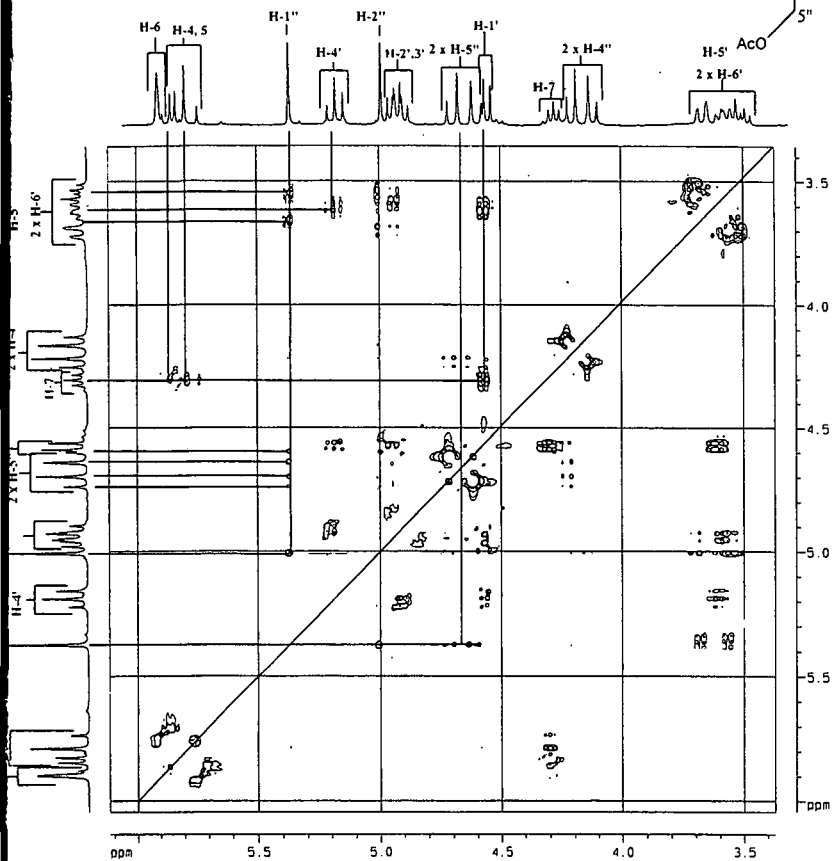 5"
AcO
H-6
H-4, 5
H-1"
H-4'
H-2"
H-2',3'
2 x H-5"
H-1'
H-7
2 x H-4"
H-5'
2 x H-6'
H-5'
2 x H-6'
H-7
2 x H-5"
H-4'
3.5
4.0
4.5
5.0
5.5
ppm
ppm
5.5
5.0
4.5
4.0
3.5